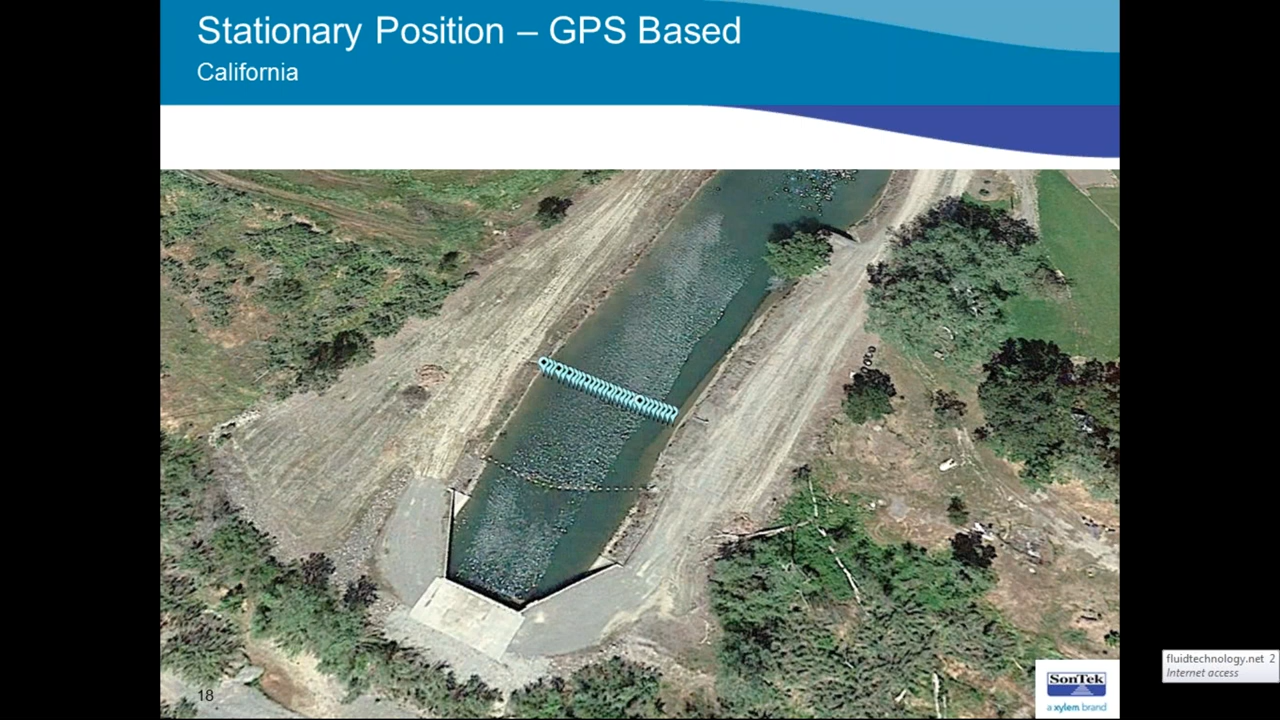 Stationary Position – GPS Based
California
18
SonTek
a xylem brand
fluidtechnology.net 2
Internet access